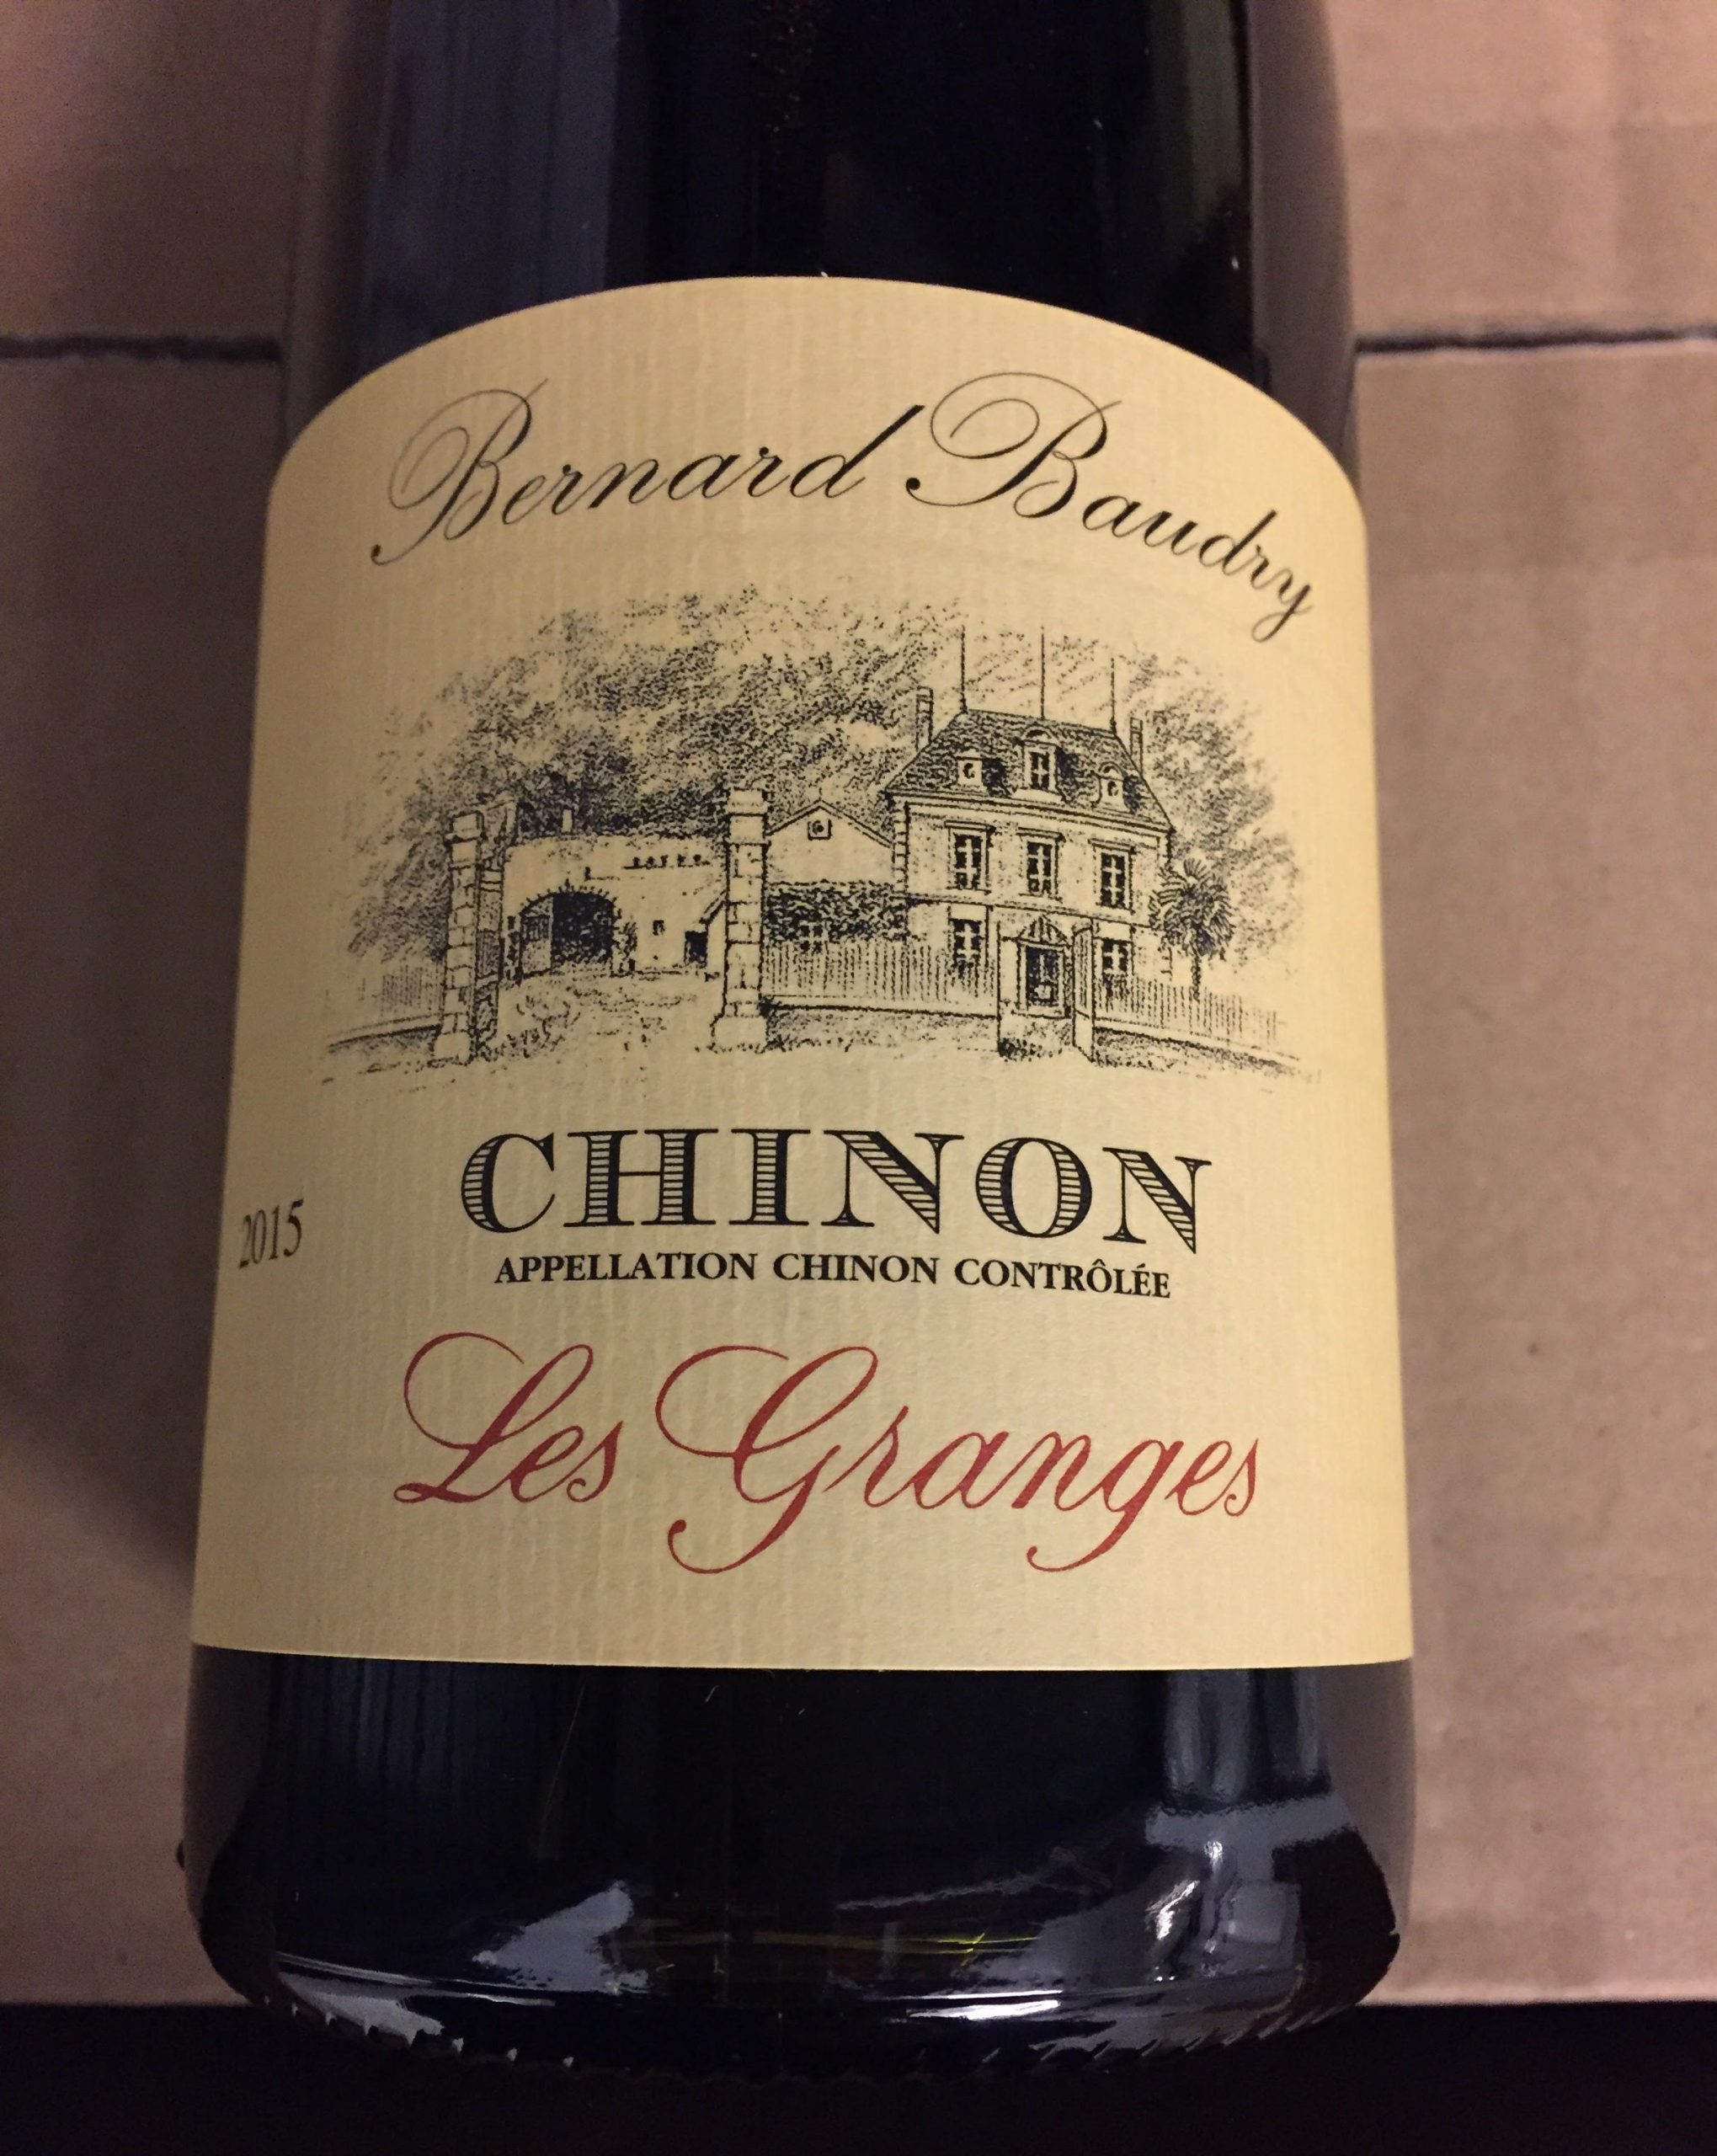 Bernard Baudry
CHINON
2015
APPELLATION CHINON CONTRÔLÉE
Les Granges